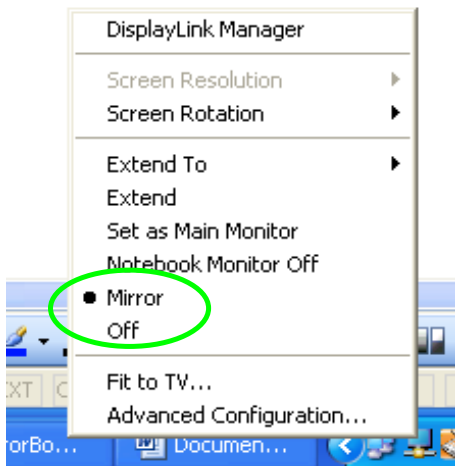 DisplayLink Manager
Screen Resolution
Screen Rotation
Extend To
Extend
Set as Main Monitor
Notebook Monitor Off
Mirror
Off
Fit to TV...
Advanced Configuration...
Documen...